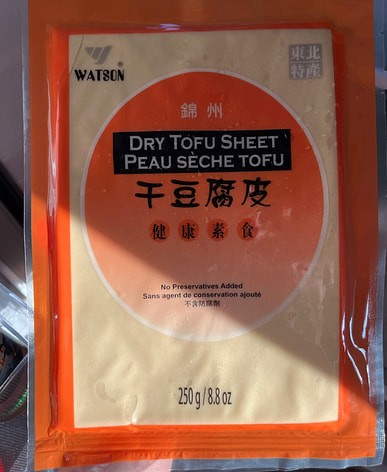 WATSON®
東北
特產
錦州
DRY TOFU SHEET
PEAU SÈCHE TOFU
干豆腐皮
健康素食
No Preservatives Added
Sans agent de conservation ajouté
不含防腐劑
250 g / 8.8 oz